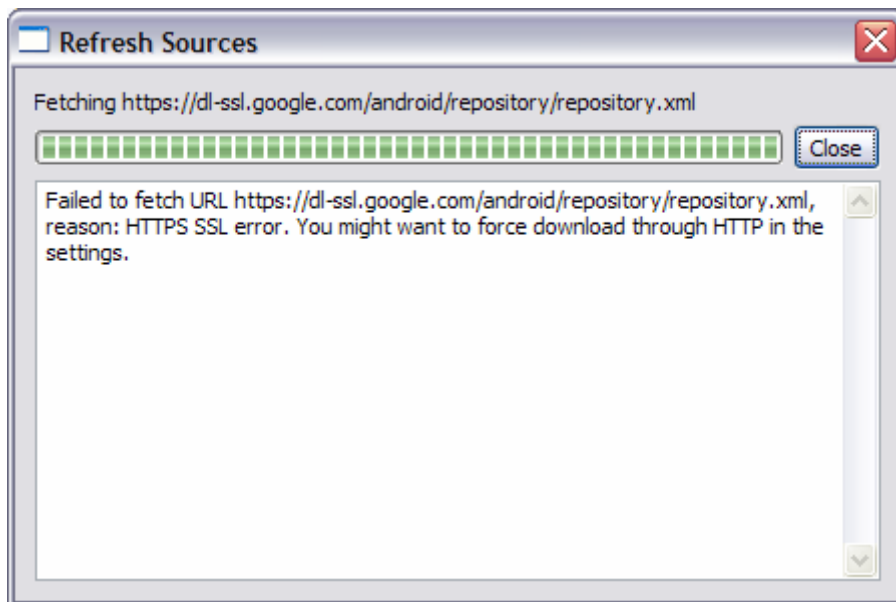 Refresh Sources
Fetching https://dl-ssl.google.com/android/repository/repository.xml
Close
Failed to fetch URL https://dl-ssl.google.com/android/repository/repository.xml,
reason: HTTPS SSL error. You might want to force download through HTTP in the
settings.